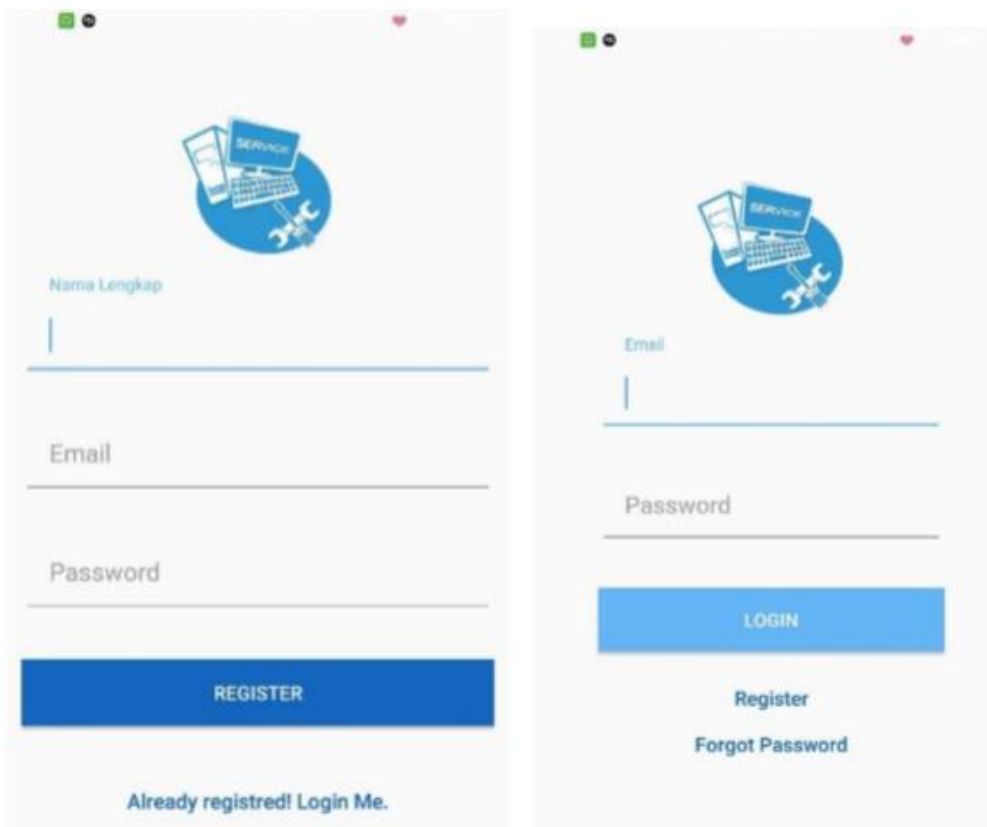 SERVICE
Nama Lengkap
Email
Password
REGISTER
Already registred! Login Me.
SERVICE
Email
Password
LOGIN
Register
Forgot Password